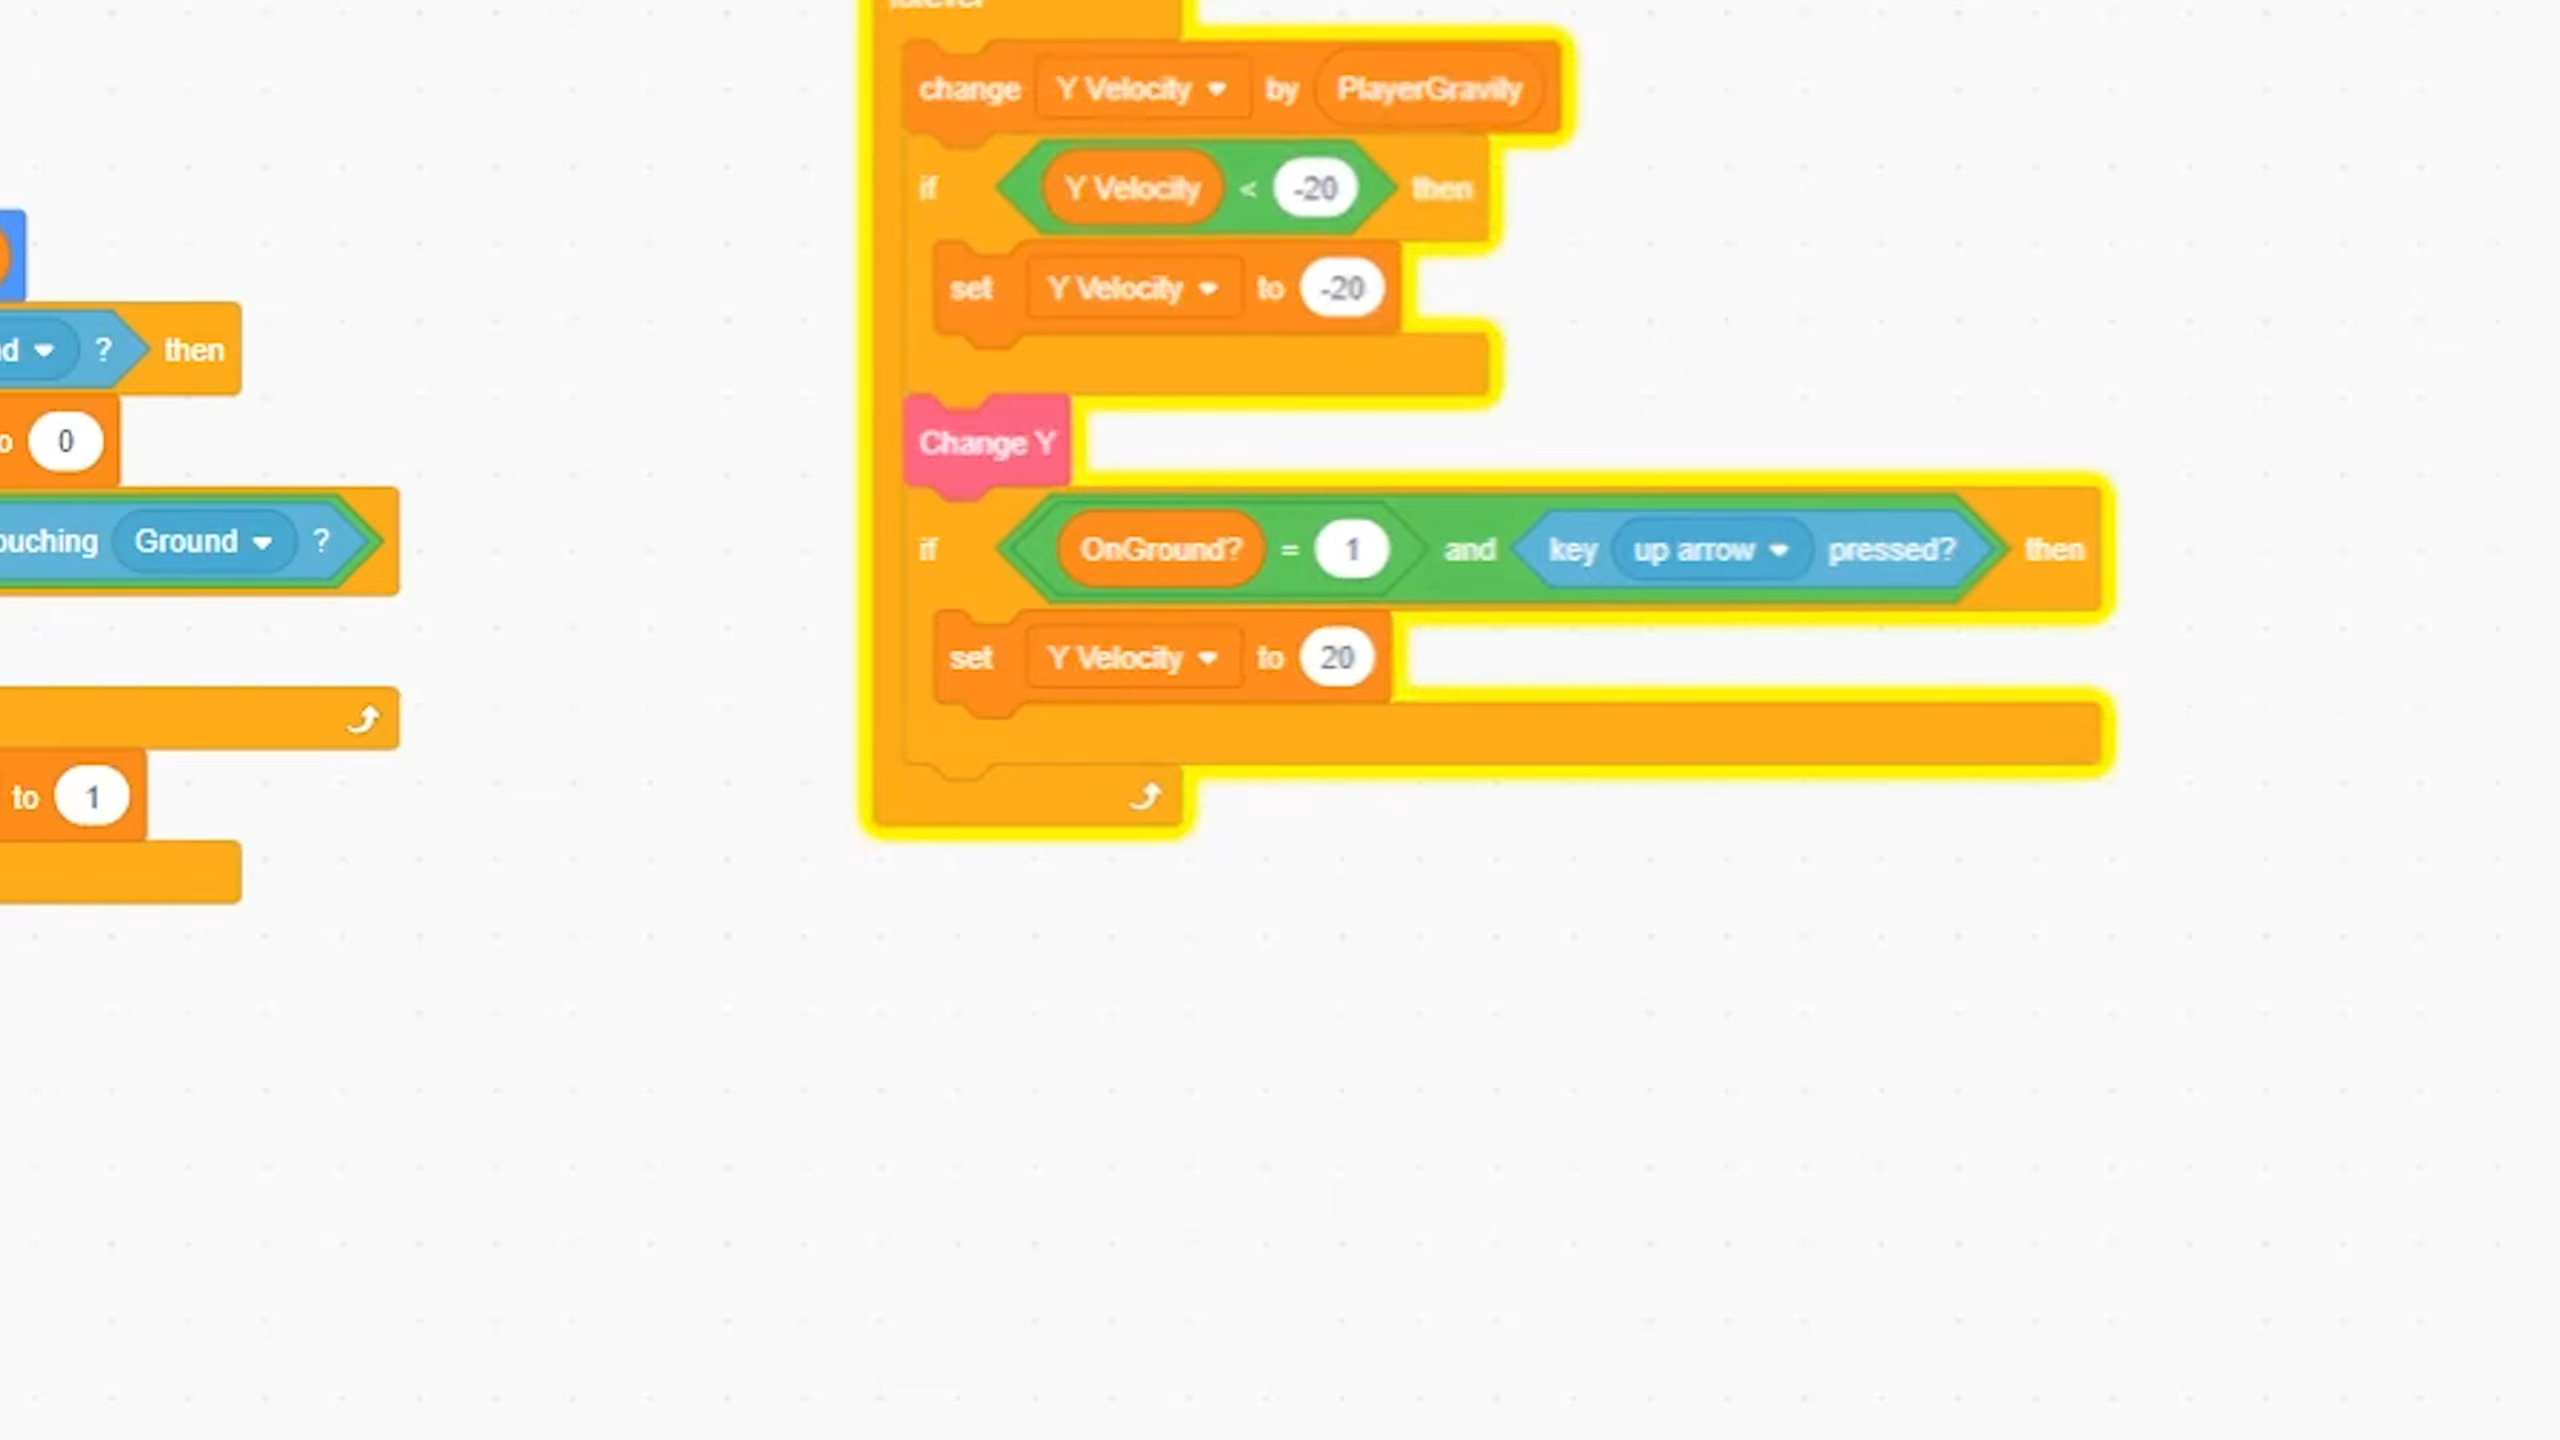 forever
change Y Velocity by PlayerGravity
if Y Velocity < -20 then
set Y Velocity to -20
Change Y
if OnGround? = 1 and key up arrow pressed? then
set Y Velocity to 20
? then
0
Ground ?
to 1